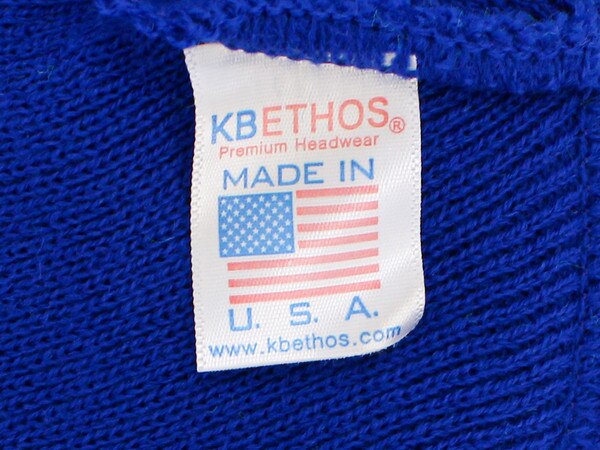 KBETHOS®
Premium Headwear
MADE IN
U. S. A.
www.kbethos.com